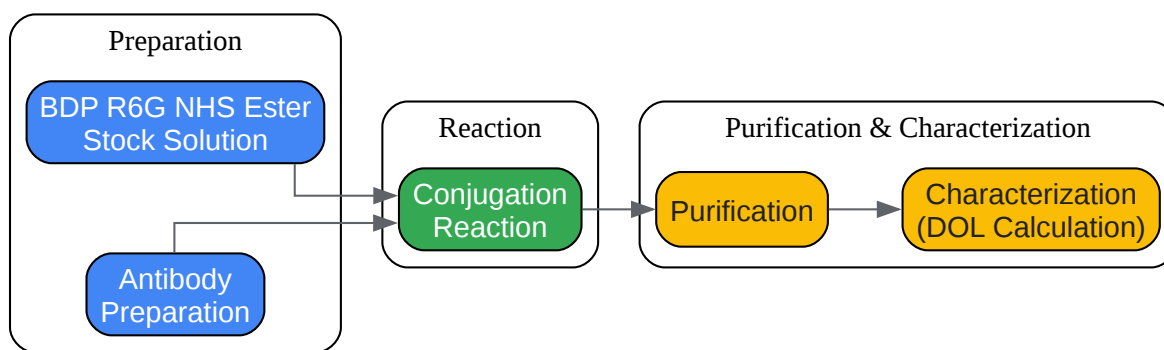 Preparation
BDP R6G NHS Ester
Stock Solution
Antibody
Preparation
Reaction
Conjugation
Reaction
Purification & Characterization
Purification
Characterization
(DOL Calculation)